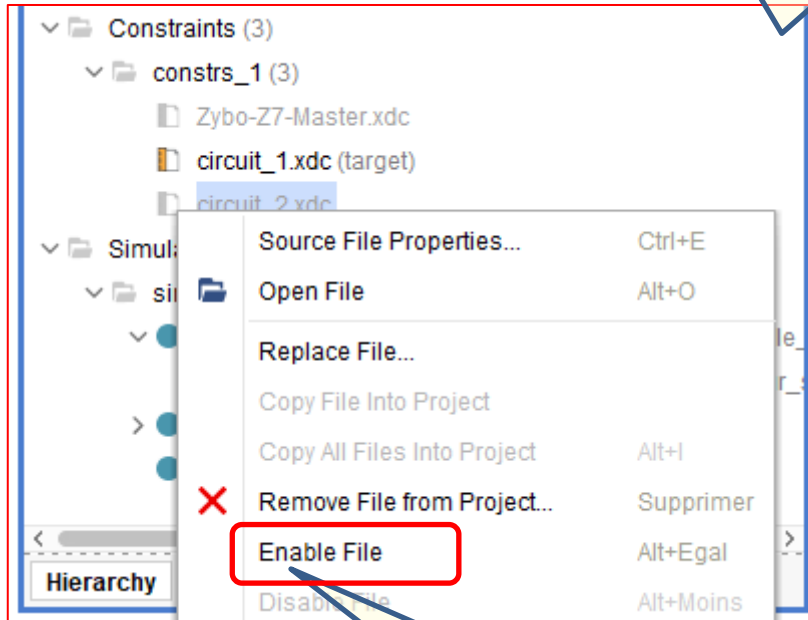 Constraints (3)
constrs_1 (3)
Zybo-Z7-Master.xdc
circuit_1.xdc (target)
circuit_2.xdc
Source File Properties... Ctrl+E
Open File Alt+O
Replace File...
Copy File Into Project
Copy All Files Into Project Alt+I
Remove File from Project... Supprimer
Enable File Alt+Egal
Hierarchy
Disable File Alt+Moins